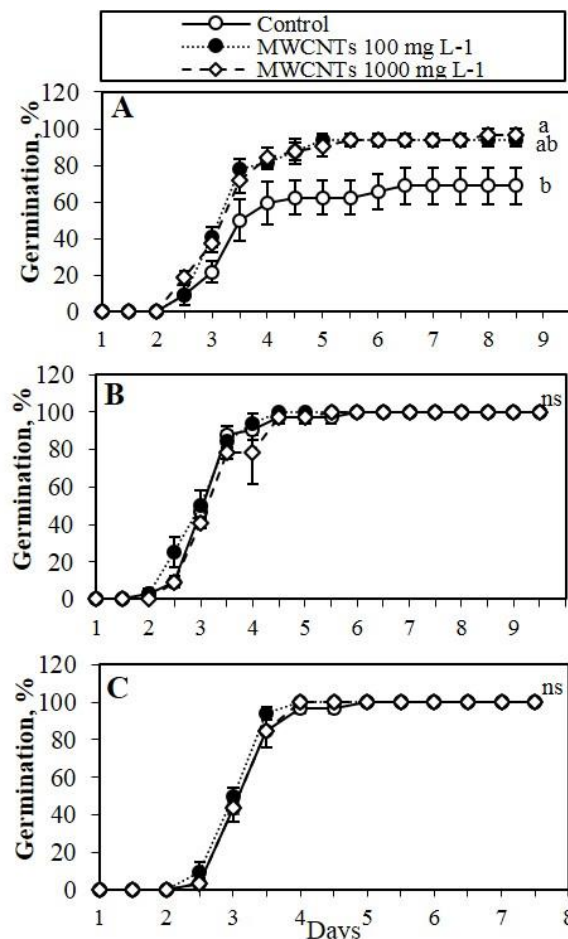 Control
MWCNTs 100 mg L-1
MWCNTs 1000 mg L-1
120
100
80
60
40
20
0
Germination, %
A
a
ab
b
1 2 3 4 5 6 7 8 9
120
100
80
60
40
20
0
Germination, %
B
ns
1 2 3 4 5 6 7 8 9
120
100
80
60
40
20
0
Germination, %
C
ns
1 2 3 4 5 6 7 8
Days